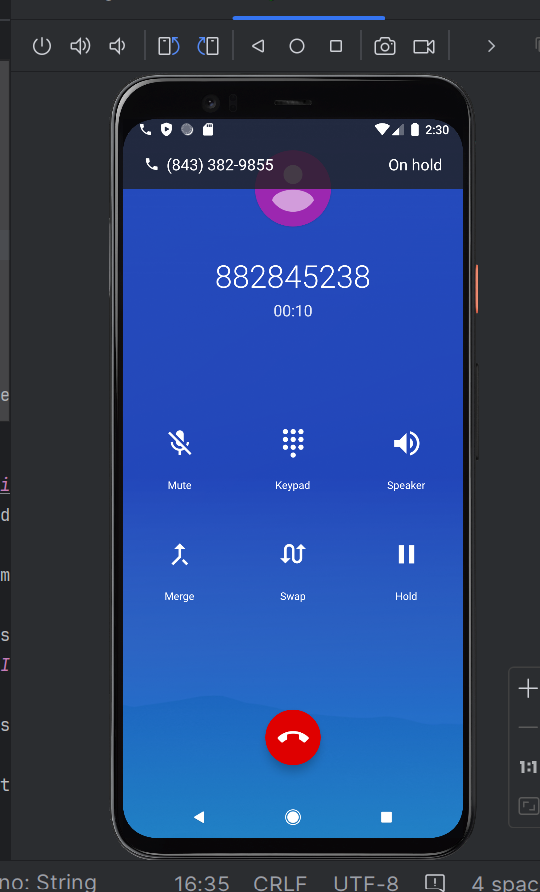 2:30
(843) 382-9855 On hold
882845238
00:10
Mute Keypad Speaker
Merge Swap Hold
e
i
d
m
s
I
s
t
1:1
no: String 16:35 CRLF UTF-8 4 spac